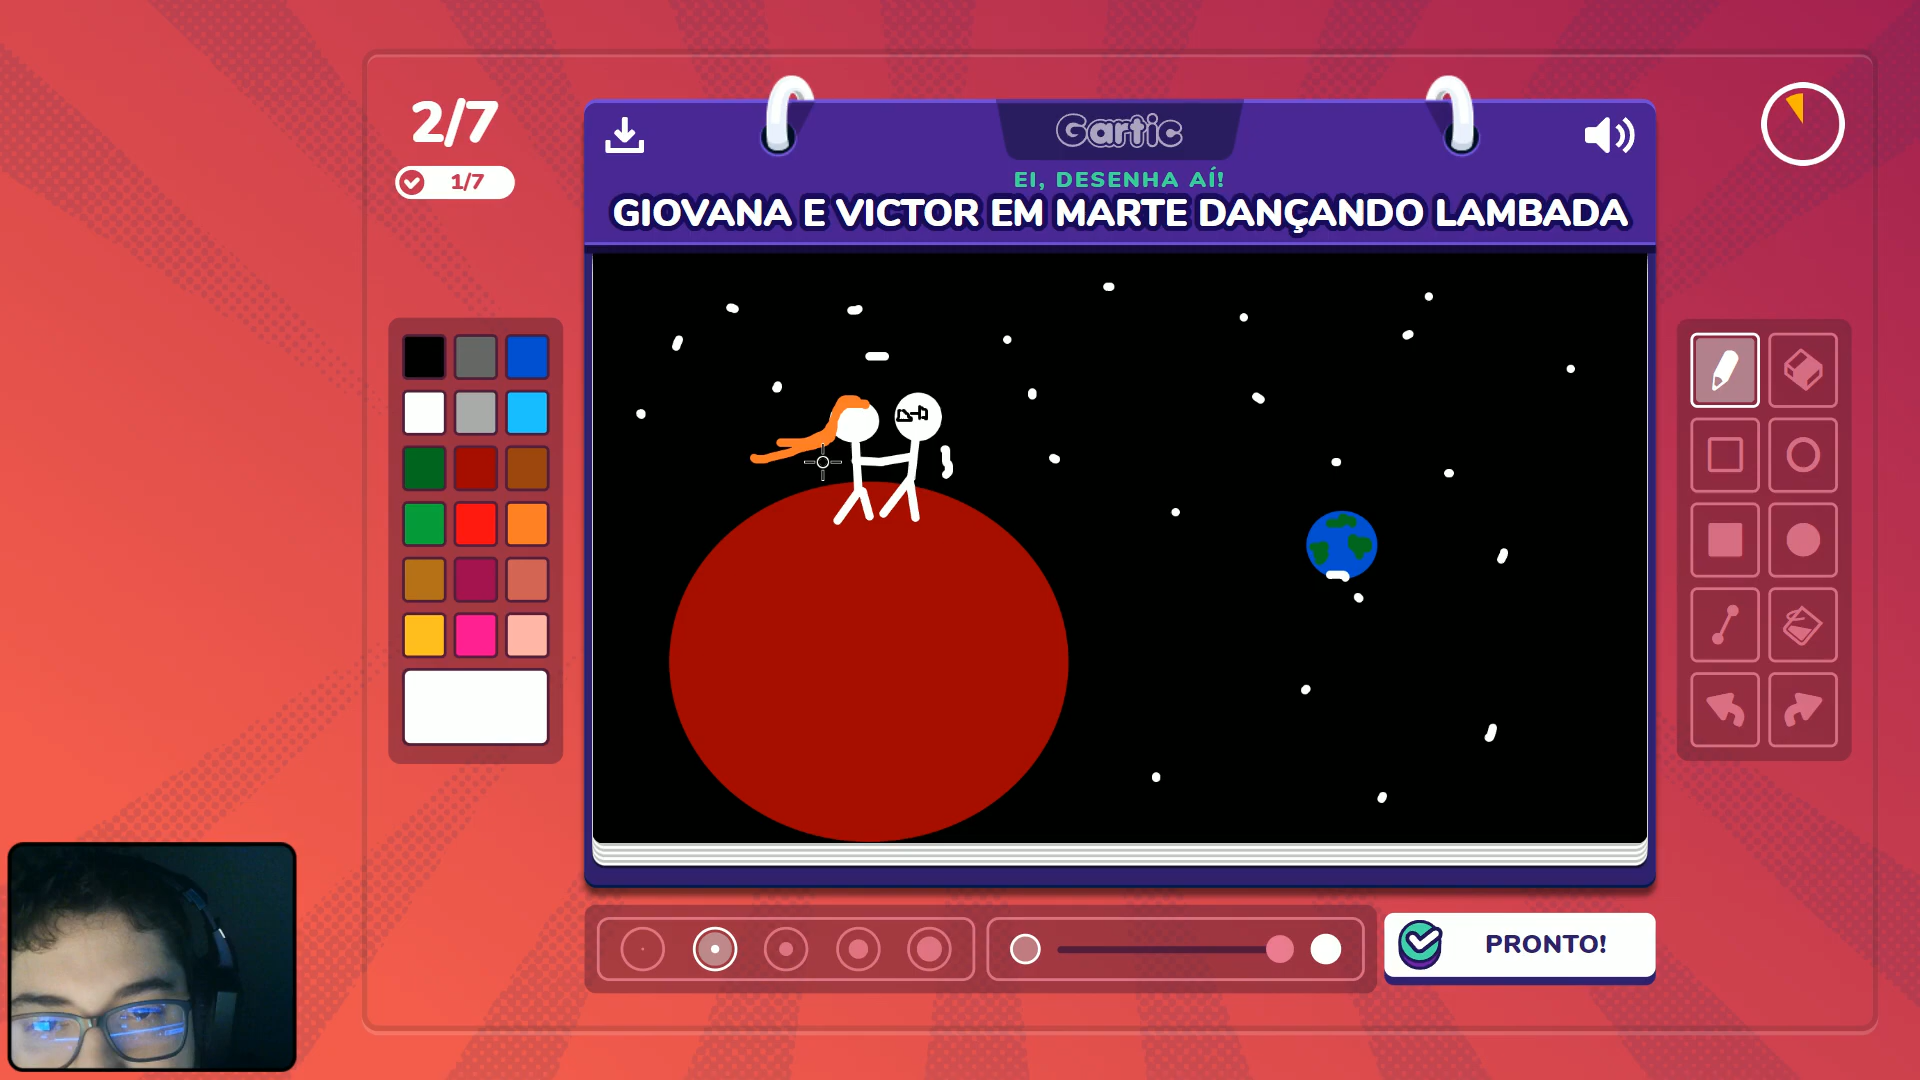 2/7
1/7
Gartic
EI, DESENHA AÍ!
GIOVANA E VICTOR EM MARTE DANÇANDO LAMBADA
PRONTO!